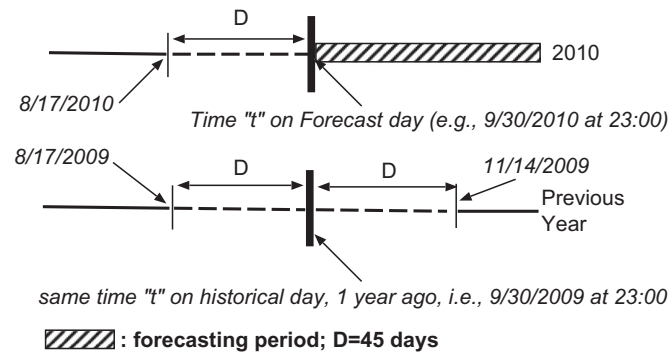 D
2010
8/17/2010
Time "t" on Forecast day (e.g., 9/30/2010 at 23:00)
8/17/2009
11/14/2009
D
D
Previous
Year
same time "t" on historical day, 1 year ago, i.e., 9/30/2009 at 23:00
: forecasting period; D=45 days